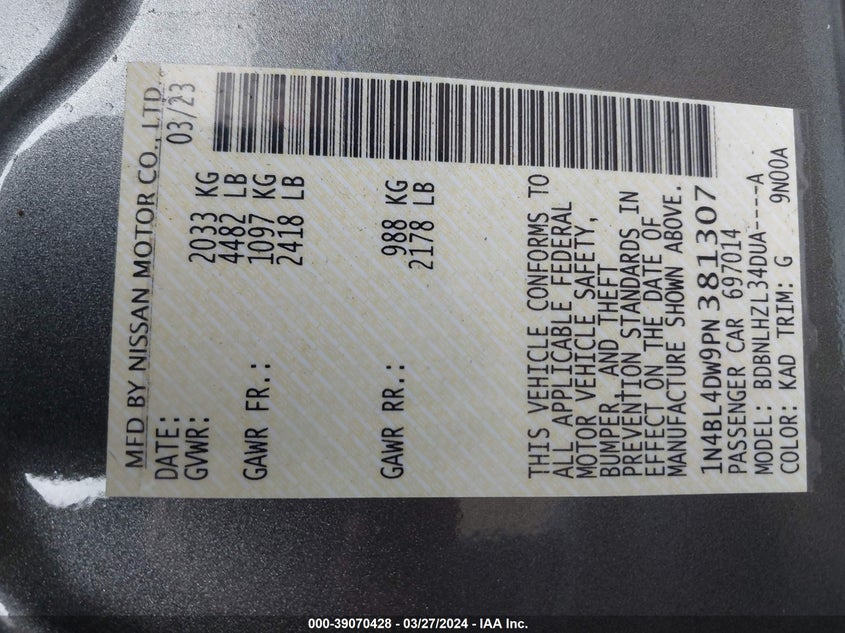 MFD BY NISSAN MOTOR CO., LTD.
DATE: 03/23
GVWR: 2033 KG
4482 LB
GAWR FR.: 1097 KG
2418 LB
GAWR RR.: 988 KG
2178 LB
THIS VEHICLE CONFORMS TO
ALL APPLICABLE FEDERAL
MOTOR VEHICLE SAFETY,
BUMPER, AND THEFT
PREVENTION STANDARDS IN
EFFECT ON THE DATE OF
MANUFACTURE SHOWN ABOVE.
1N4BL4DW9PN381307
PASSENGER CAR 697014
MODEL: BDBNLHZL34DUA----A
COLOR: KAD TRIM: G 9N00A
000-39070428 - 03/27/2024 - IAA Inc.